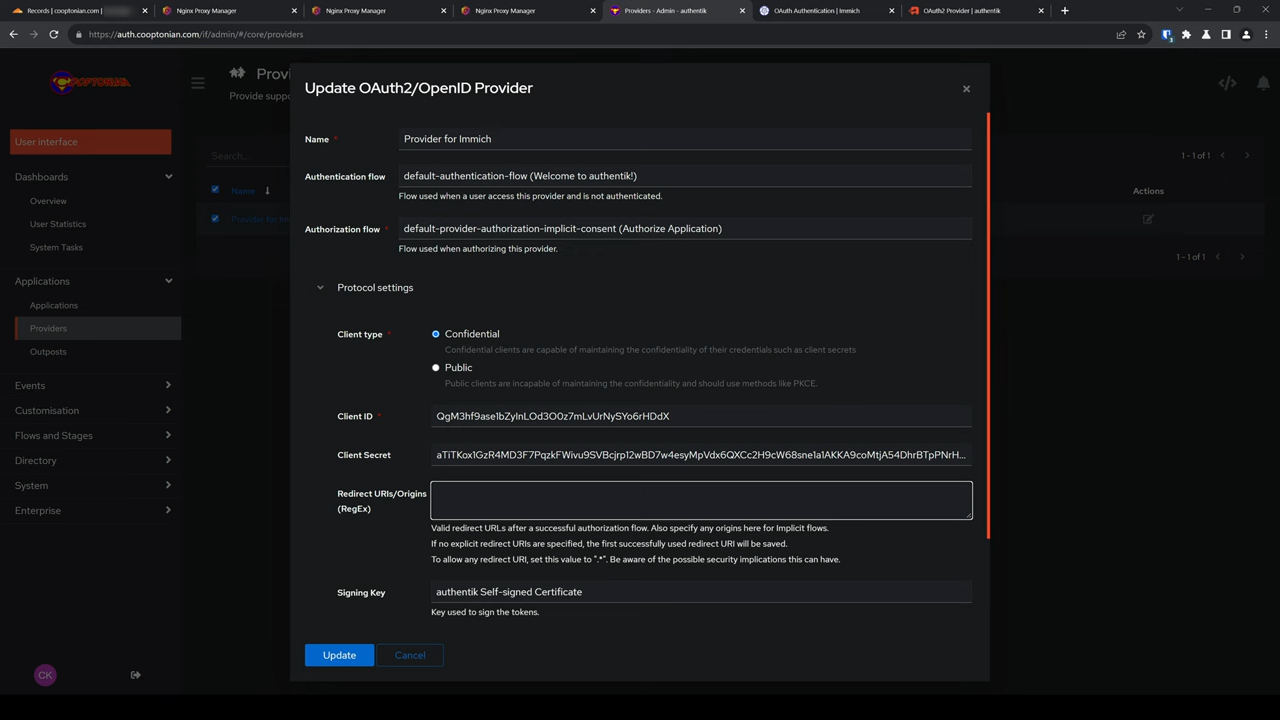 Records | cooptonian.com |
Nginx Proxy Manager
Nginx Proxy Manager
Nginx Proxy Manager
Providers - Admin - authentik
OAuth Authentication | Immich
OAuth2 Provider | authentik
https://auth.cooptonian.com/if/admin/#/core/providers
COOPTONIAN
Provi
Provide suppo
Update OAuth2/OpenID Provider
User interface
Dashboards
Overview
User Statistics
System Tasks
Applications
Applications
Providers
Outposts
Events
Customisation
Flows and Stages
Directory
System
Enterprise
CK
Search...
Name
Provider for Im
1 - 1 of 1
Actions
1 - 1 of 1
Name *
Provider for Immich
Authentication flow
default-authentication-flow (Welcome to authentik!)
Flow used when a user access this provider and is not authenticated.
Authorization flow *
default-provider-authorization-implicit-consent (Authorize Application)
Flow used when authorizing this provider.
Protocol settings
Client type *
Confidential
Confidential clients are capable of maintaining the confidentiality of their credentials such as client secrets
Public
Public clients are incapable of maintaining the confidentiality and should use methods like PKCE.
Client ID *
QgM3hf9ase1bZyInLOd3O0z7mLvUrNySYo6rHDdX
Client Secret
aTiTKox1GzR4MD3F7PqzkFWivu9SVBcjrp12wBD7w4esyMpVdx6QXCc2H9cW68sne1a1AKKA9coMtjA54DhrBTpPNrH...
Redirect URIs/Origins
(RegEx)
Valid redirect URLs after a successful authorization flow. Also specify any origins here for Implicit flows.
If no explicit redirect URIs are specified, the first successfully used redirect URI will be saved.
To allow any redirect URI, set this value to ".*". Be aware of the possible security implications this can have.
Signing Key
authentik Self-signed Certificate
Key used to sign the tokens.
Update
Cancel